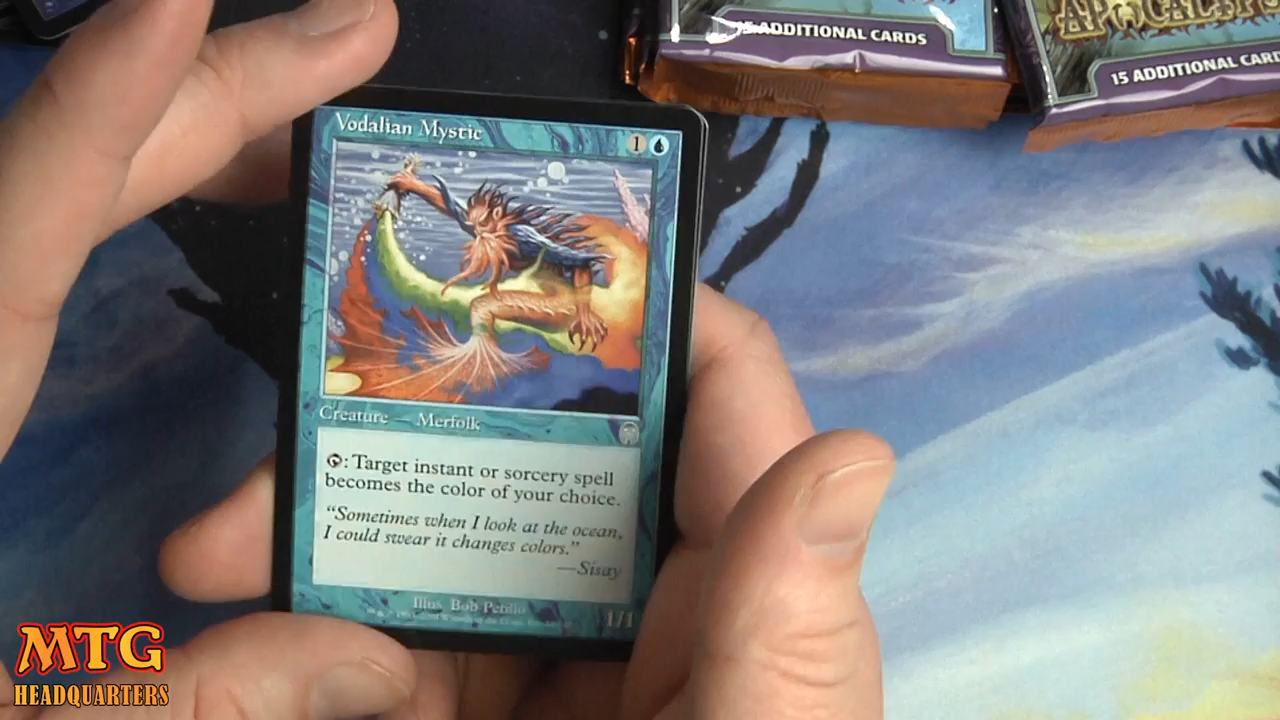 15 ADDITIONAL CARDS
APOCALYPS
15 ADDITIONAL CARD
Vodalian Mystic
1
Creature — Merfolk
: Target instant or sorcery spell
becomes the color of your choice.
"Sometimes when I look at the ocean,
I could swear it changes colors."
—Sisay
Illus. Bob Petillo
1/1
MTG
HEADQUARTERS